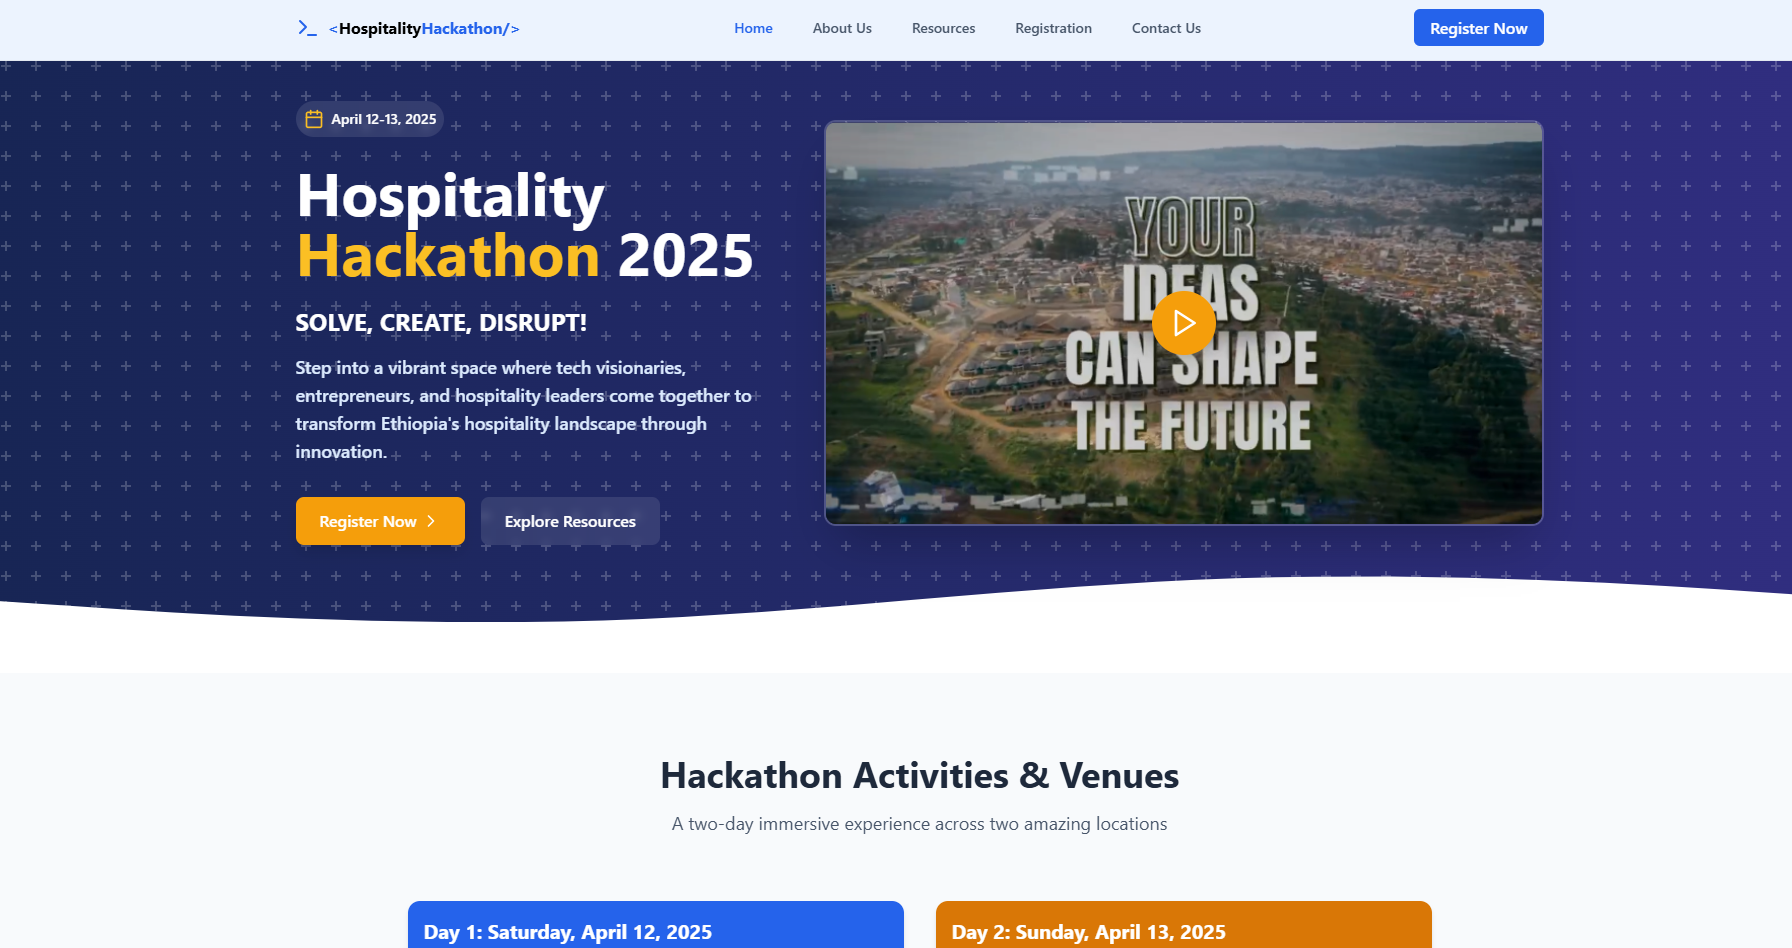 <HospitalityHackathon/>
Home
About Us
Resources
Registration
Contact Us
Register Now
April 12-13, 2025
Hospitality
Hackathon 2025
SOLVE, CREATE, DISRUPT!
Step into a vibrant space where tech visionaries,
entrepreneurs, and hospitality leaders come together to
transform Ethiopia's hospitality landscape through
innovation.
Register Now
Explore Resources
YOUR
IDEAS
CAN SHAPE
THE FUTURE
Hackathon Activities & Venues
A two-day immersive experience across two amazing locations
Day 1: Saturday, April 12, 2025
Day 2: Sunday, April 13, 2025